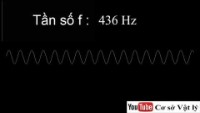 Tần số f : 436 Hz
YouTube Cơ sở Vật lý